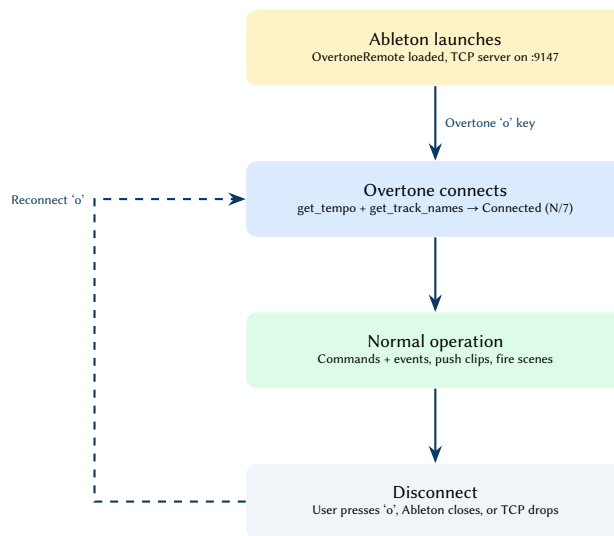 Ableton launches
OvertoneRemote loaded, TCP server on :9147
Overtone ‘o’ key
Reconnect ‘o’
Overtone connects
get_tempo + get_track_names → Connected (N/7)
Normal operation
Commands + events, push clips, fire scenes
Disconnect
User presses ‘o’, Ableton closes, or TCP drops